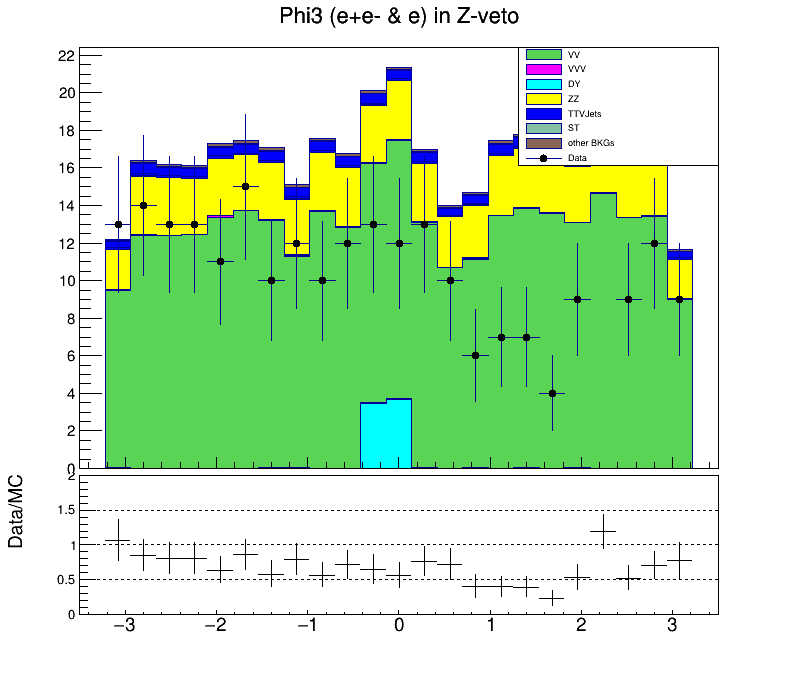 Phi3 (e+e- & e) in Z-veto
22
20
18
16
14
12
10
8
6
4
2
0
VV
VVV
DY
ZZ
TTVJets
ST
other BKGs
Data
Data/MC
2
1.5
1
0.5
0
−3 −2 −1 0 1 2 3